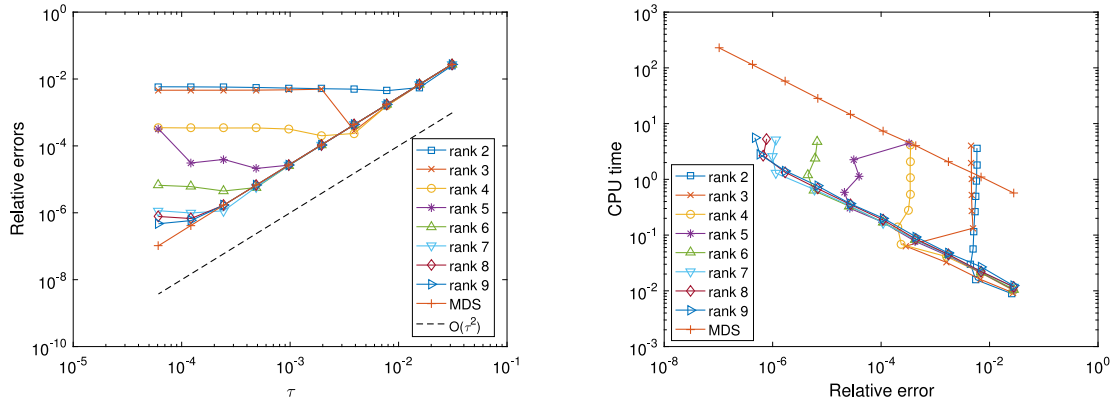 10^0
10^-2
10^-4
10^-6
10^-8
10^-10
Relative errors
10^-5
10^-4
10^-3
10^-2
10^-1
τ
rank 2
rank 3
rank 4
rank 5
rank 6
rank 7
rank 8
rank 9
MDS
O(τ^2)
10^3
10^2
10^1
10^0
10^-1
10^-2
10^-3
CPU time
10^-8
10^-6
10^-4
10^-2
10^0
Relative error
rank 2
rank 3
rank 4
rank 5
rank 6
rank 7
rank 8
rank 9
MDS